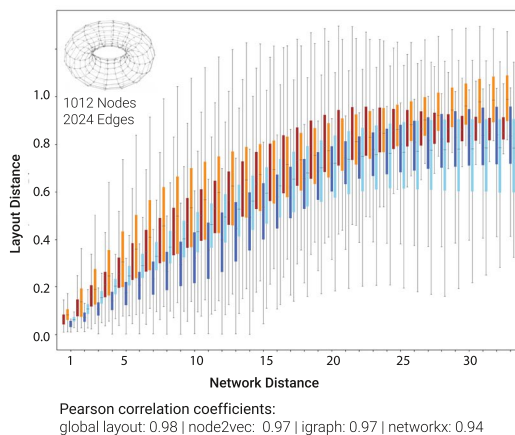 1012 Nodes
2024 Edges
Layout Distance
1.0
0.8
0.6
0.4
0.2
0.0
1
5
10
15
20
25
30
Network Distance
Pearson correlation coefficients:
global layout: 0.98 | node2vec: 0.97 | igraph: 0.97 | networkx: 0.94